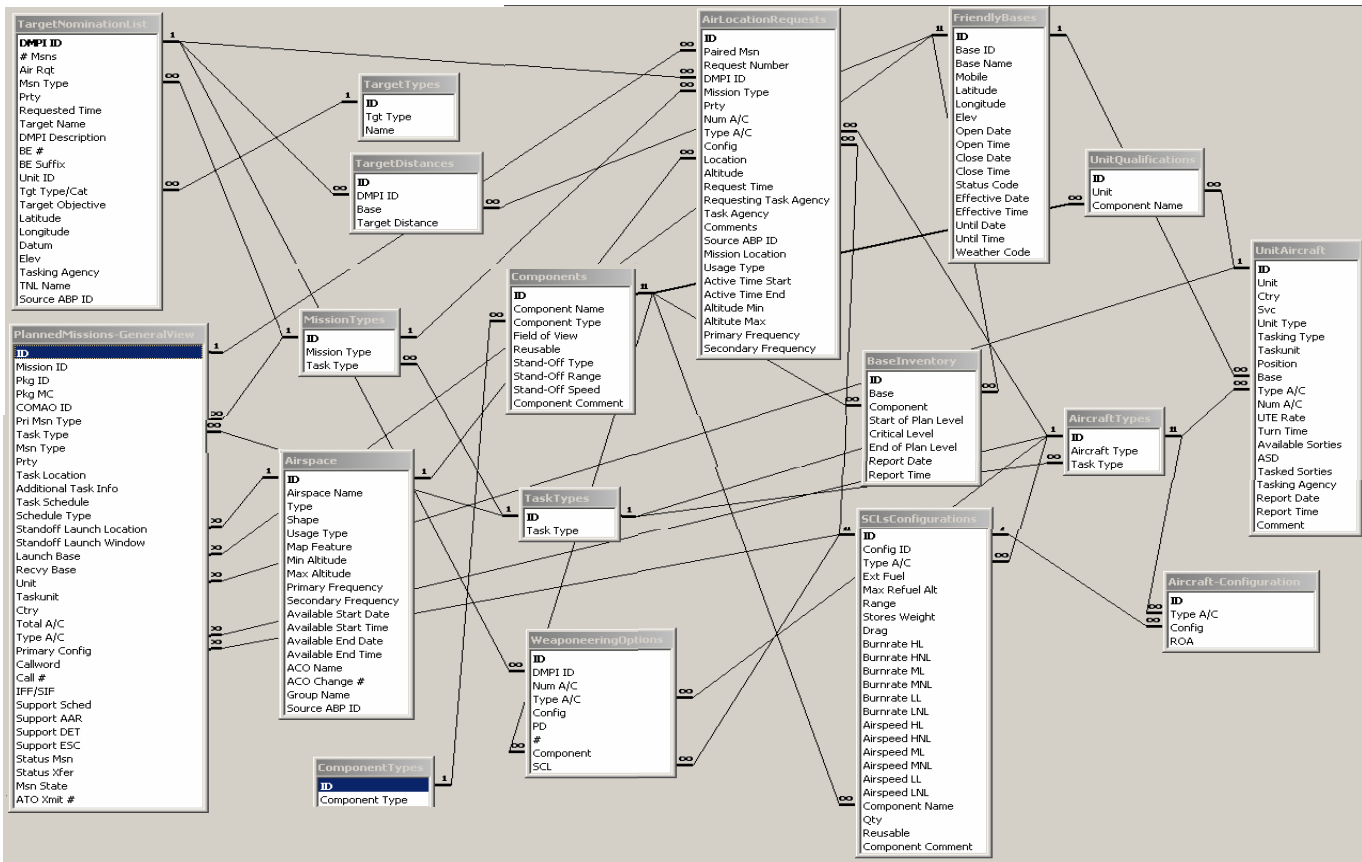 TargetNominationList
DMPI ID
# Msns
Air Rqt
Msn Type
Prty
Requested Time
Target Name
DMPI Description
BE #
BE Suffix
Unit ID
Tgt Type/Cat
Target Objective
Latitude
Longitude
Datum
Elev
Tasking Agency
TNL Name
Source ABP ID
TargetTypes
ID
Tgt Type
Name
TargetDistances
ID
DMPI ID
Base
Target Distance
AirLocationRequests
ID
Paired Msn
Request Number
DMPI ID
Mission Type
Prty
Num A/C
Type A/C
Config
Location
Altitude
Request Time
Requesting Task Agency
Task Agency
Comments
Source ABP ID
Mission Location
Usage Type
Active Time Start
Active Time End
Altitude Min
Altitute Max
Primary Frequency
Secondary Frequency
FriendlyBases
ID
Base ID
Base Name
Mobile
Latitude
Longitude
Elev
Open Date
Open Time
Close Date
Close Time
Status Code
Effective Date
Effective Time
Until Date
Until Time
Weather Code
UnitQualifications
ID
Unit
Component Name
UnitAircraft
ID
Unit
Ctry
Svc
Unit Type
Tasking Type
Taskunit
Position
Base
Type A/C
Num A/C
UTE Rate
Turn Time
Available Sorties
ASD
Tasked Sorties
Tasking Agency
Report Date
Report Time
Comment
PlannedMissions-GeneralView
ID
Mission ID
Pkg ID
Pkg MC
COMAO ID
Pri Msn Type
Task Type
Msn Type
Prty
Task Location
Additional Task Info
Task Schedule
Schedule Type
Standoff Launch Location
Standoff Launch Window
Launch Base
Recvy Base
Unit
Taskunit
Ctry
Total A/C
Type A/C
Primary Config
Callword
Call #
IFF/SIF
Support Sched
Support AAR
Support DET
Support ESC
Status Msn
Status Xfer
Msn State
ATO Xmit #
MissionTypes
ID
Mission Type
Task Type
Components
ID
Component Name
Component Type
Field of View
Reusable
Stand-Off Type
Stand-Off Range
Stand-Off Speed
Component Comment
BaseInventory
ID
Base
Component
Start of Plan Level
Critical Level
End of Plan Level
Report Date
Report Time
AircraftTypes
ID
Aircraft Type
Task Type
Airspace
ID
Airspace Name
Type
Shape
Usage Type
Map Feature
Min Altitude
Max Altitude
Primary Frequency
Secondary Frequency
Available Start Date
Available Start Time
Available End Date
Available End Time
ACO Name
ACO Change #
Group Name
Source ABP ID
TaskTypes
ID
Task Type
SCLsConfigurations
ID
Config ID
Type A/C
Ext Fuel
Max Refuel Alt
Range
Stores Weight
Drag
Burnrate HL
Burnrate HNL
Burnrate ML
Burnrate MNL
Burnrate LL
Burnrate LNL
Airspeed HL
Airspeed HNL
Airspeed ML
Airspeed MNL
Airspeed LL
Airspeed LNL
Component Name
Qty
Reusable
Component Comment
Aircraft-Configuration
ID
Type A/C
Config
ROA
WeaponeeringOptions
ID
DMPI ID
Num A/C
Type A/C
Config
PD
#
Component
SCL
ComponentTypes
ID
Component Type